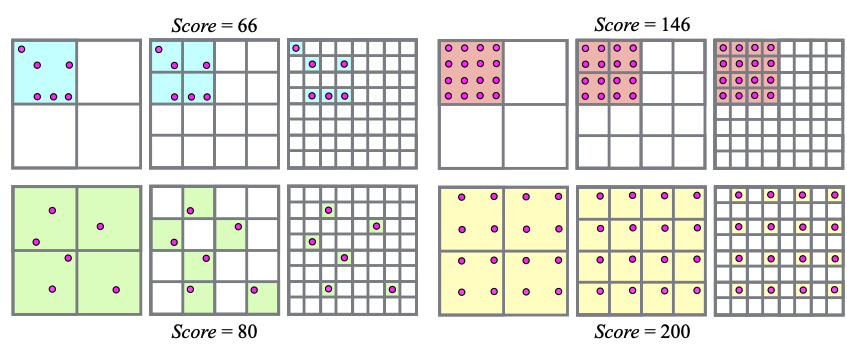 Score = 66
Score = 146
Score = 80
Score = 200